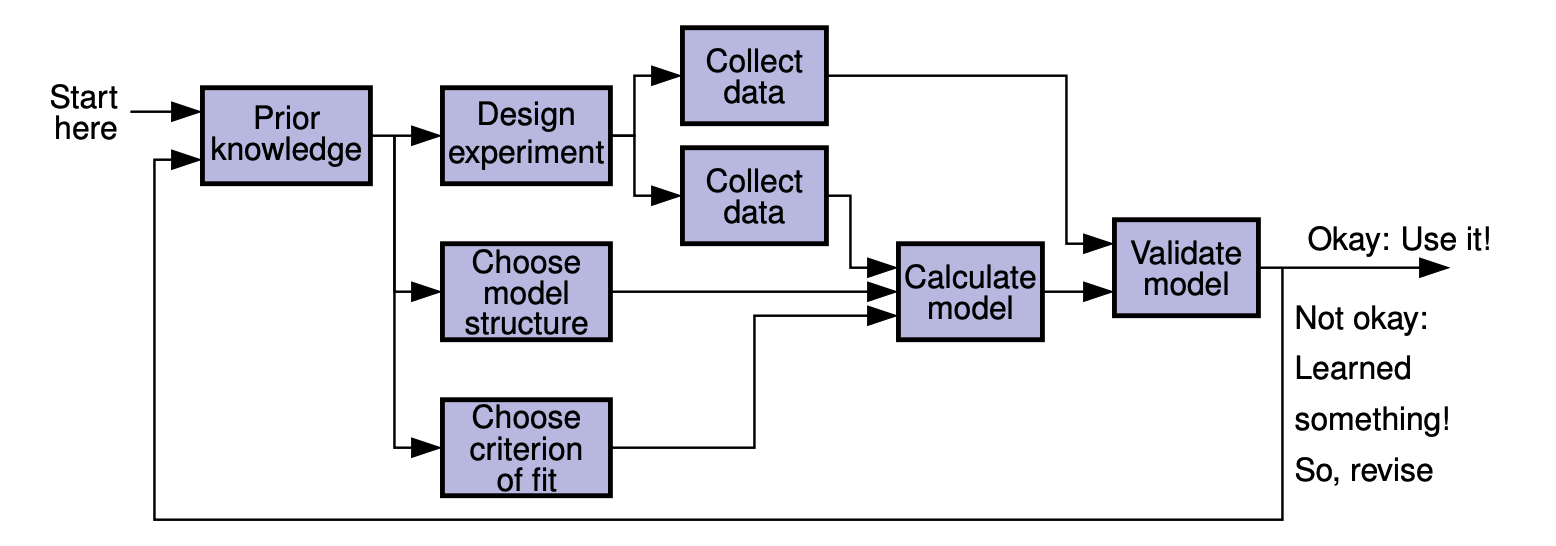 Start
here
Prior
knowledge
Design
experiment
Collect
data
Collect
data
Choose
model
structure
Choose
criterion
of fit
Calculate
model
Validate
model
Okay: Use it!
Not okay:
Learned
something!
So, revise